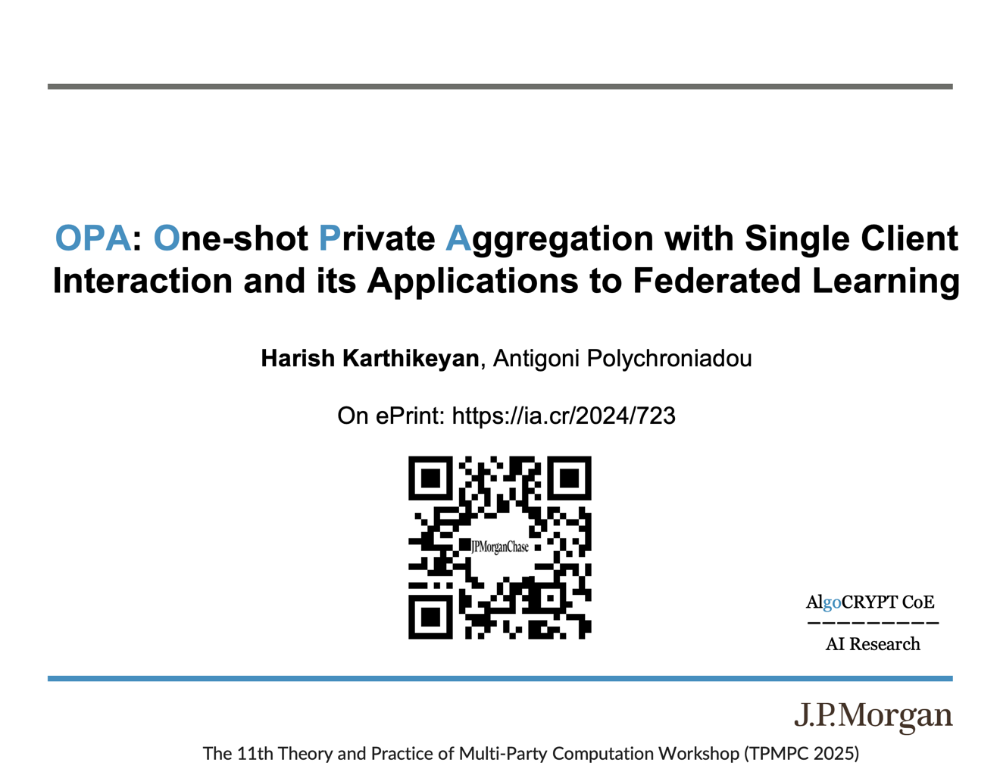 OPA: One-shot Private Aggregation with Single Client
Interaction and its Applications to Federated Learning
Harish Karthikeyan, Antigoni Polychroniadou
On ePrint: https://ia.cr/2024/723
JPMorganChase
AlgoCRYPT CoE
AI Research
J.P.Morgan
The 11th Theory and Practice of Multi-Party Computation Workshop (TPMPC 2025)